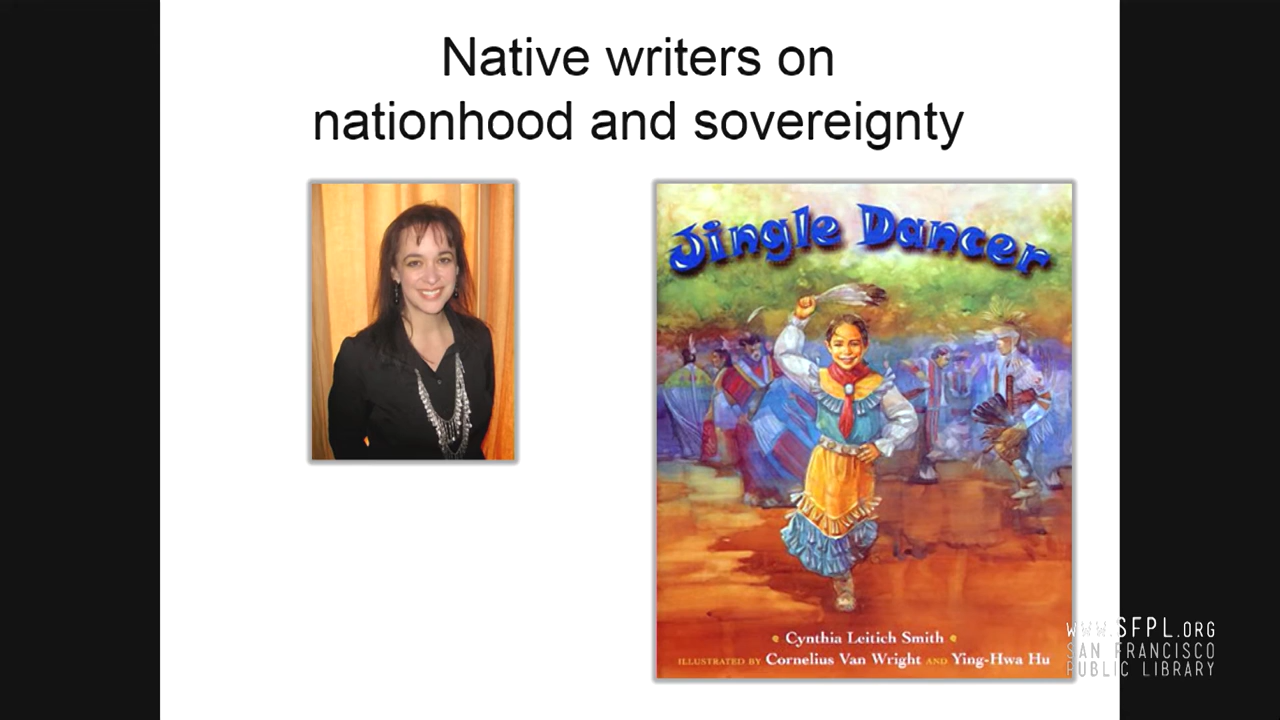 Native writers on
nationhood and sovereignty
Jingle Dancer
Cynthia Leitich Smith
ILLUSTRATED BY Cornelius Van Wright AND Ying-Hwa Hu
www.SFPL.ORG
SAN FRANCISCO
PUBLIC LIBRARY